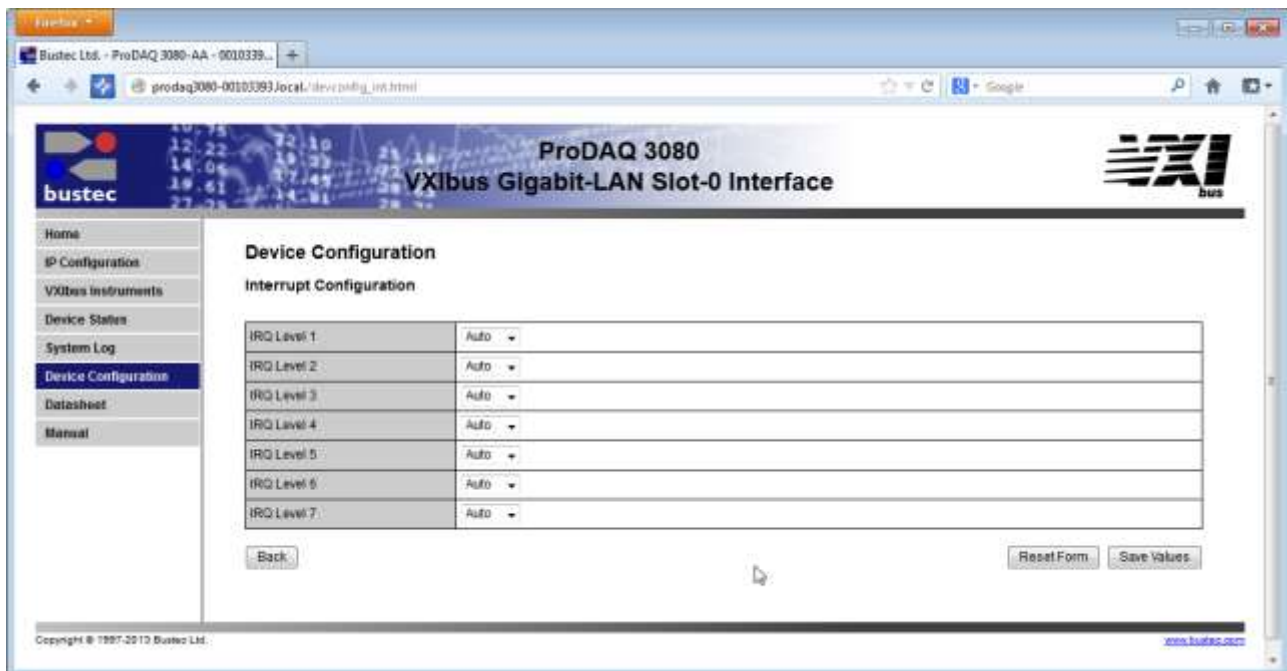 Firefox
Bustec Ltd. - ProDAQ 3080-AA - 0010339...
prodaq3080-00103393.local./devconfig_int.html
Google
bustec
ProDAQ 3080
VXIbus Gigabit-LAN Slot-0 Interface
VXI
bus
Home
IP Configuration
VXIbus Instruments
Device Status
System Log
Device Configuration
Datasheet
Manual
Device Configuration
Interrupt Configuration
IRQ Level 1 Auto
IRQ Level 2 Auto
IRQ Level 3 Auto
IRQ Level 4 Auto
IRQ Level 5 Auto
IRQ Level 6 Auto
IRQ Level 7 Auto
Back
Reset Form
Save Values
Copyright © 1997-2013 Bustec Ltd.
www.bustec.com